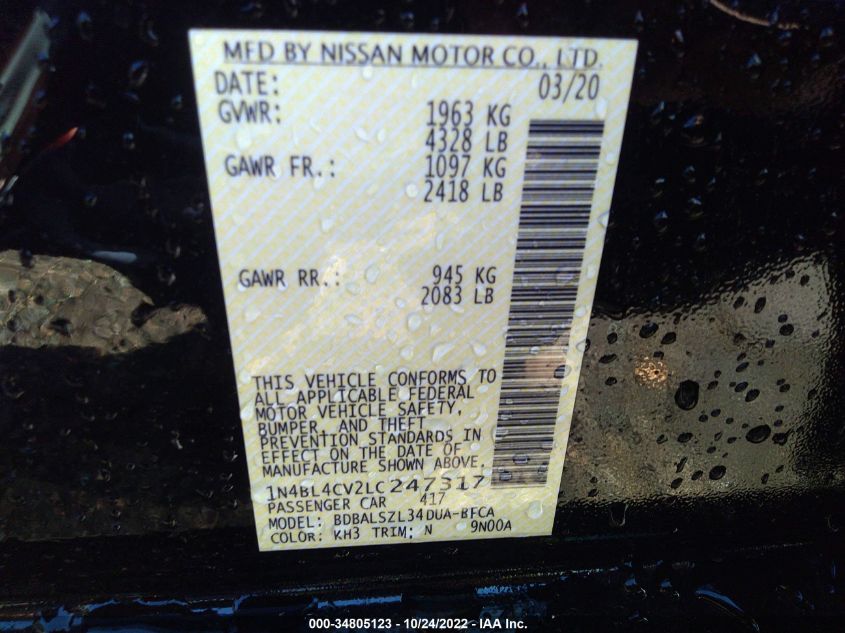 MFD BY NISSAN MOTOR CO., LTD.
DATE: 03/20
GVWR: 1963 KG
4328 LB
GAWR FR.: 1097 KG
2418 LB
GAWR RR.: 945 KG
2083 LB
THIS VEHICLE CONFORMS TO
ALL APPLICABLE FEDERAL
MOTOR VEHICLE SAFETY,
BUMPER, AND THEFT
PREVENTION STANDARDS IN
EFFECT ON THE DATE OF
MANUFACTURE SHOWN ABOVE.
1N4BL4CV2LC247317
PASSENGER CAR 417
MODEL: BDBALSZL34DUA-BFCA
COLOR: KH3 TRIM: N 9N00A
000-34805123 - 10/24/2022 - IAA Inc.